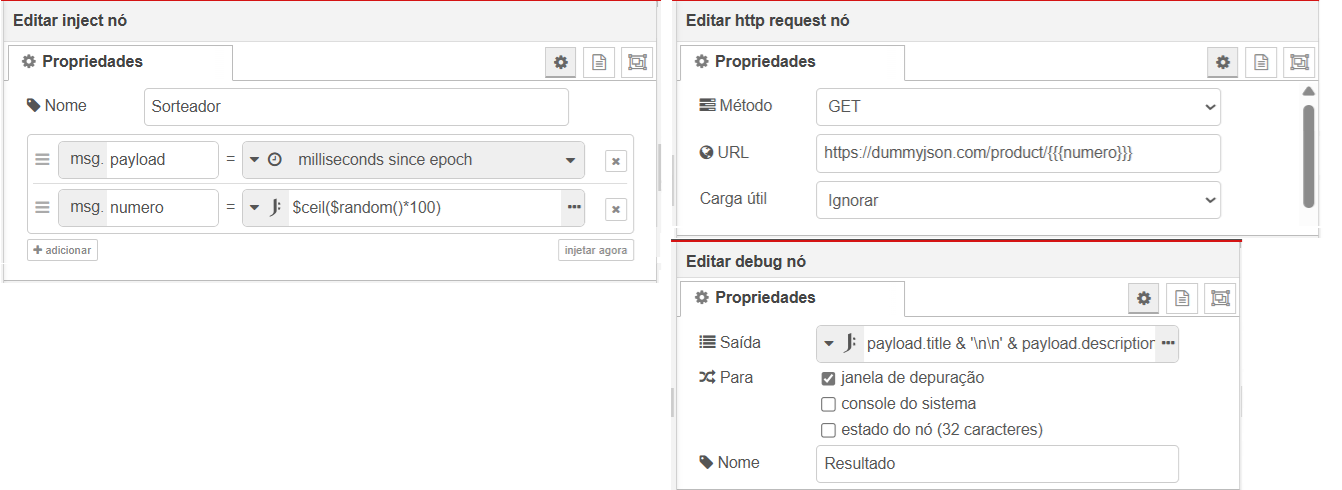 Editar inject nó
Propriedades
Nome
Sorteador
msg. payload = milliseconds since epoch
msg. numero = $ceil($random()*100)
adicionar
injetar agora
Editar http request nó
Propriedades
Método
GET
URL
https://dummyjson.com/product/{{{numero}}}
Carga útil
Ignorar
Editar debug nó
Propriedades
Saída
payload.title & '\n\n' & payload.description
Para
janela de depuração
console do sistema
estado do nó (32 caracteres)
Nome
Resultado